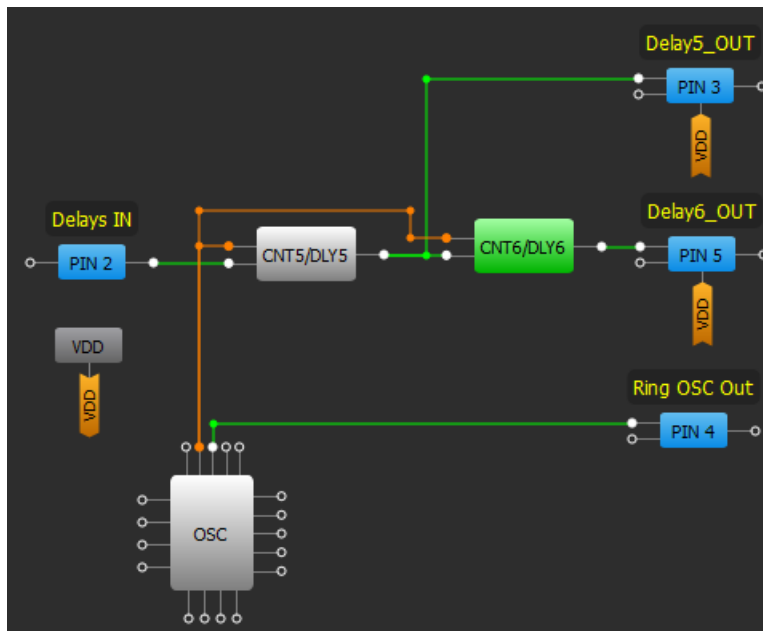 Delay5_OUT
PIN 3
VDD
Delays IN
PIN 2
CNT5/DLY5
CNT6/DLY6
Delay6_OUT
PIN 5
VDD
VDD
VDD
Ring OSC Out
PIN 4
OSC